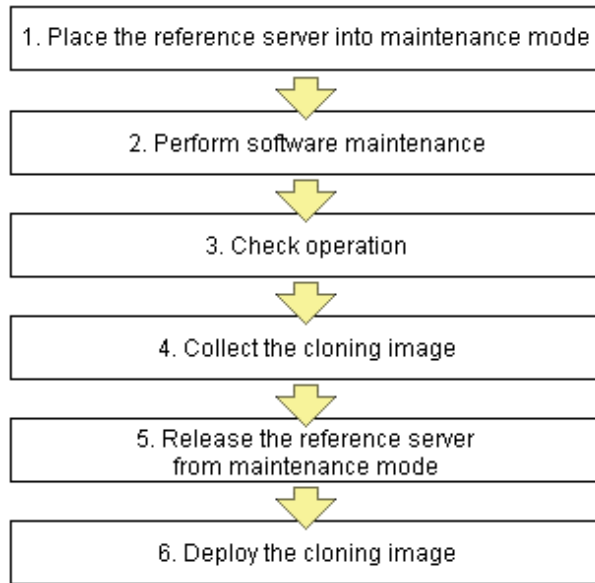 1. Place the reference server into maintenance mode
2. Perform software maintenance
3. Check operation
4. Collect the cloning image
5. Release the reference server
from maintenance mode
6. Deploy the cloning image